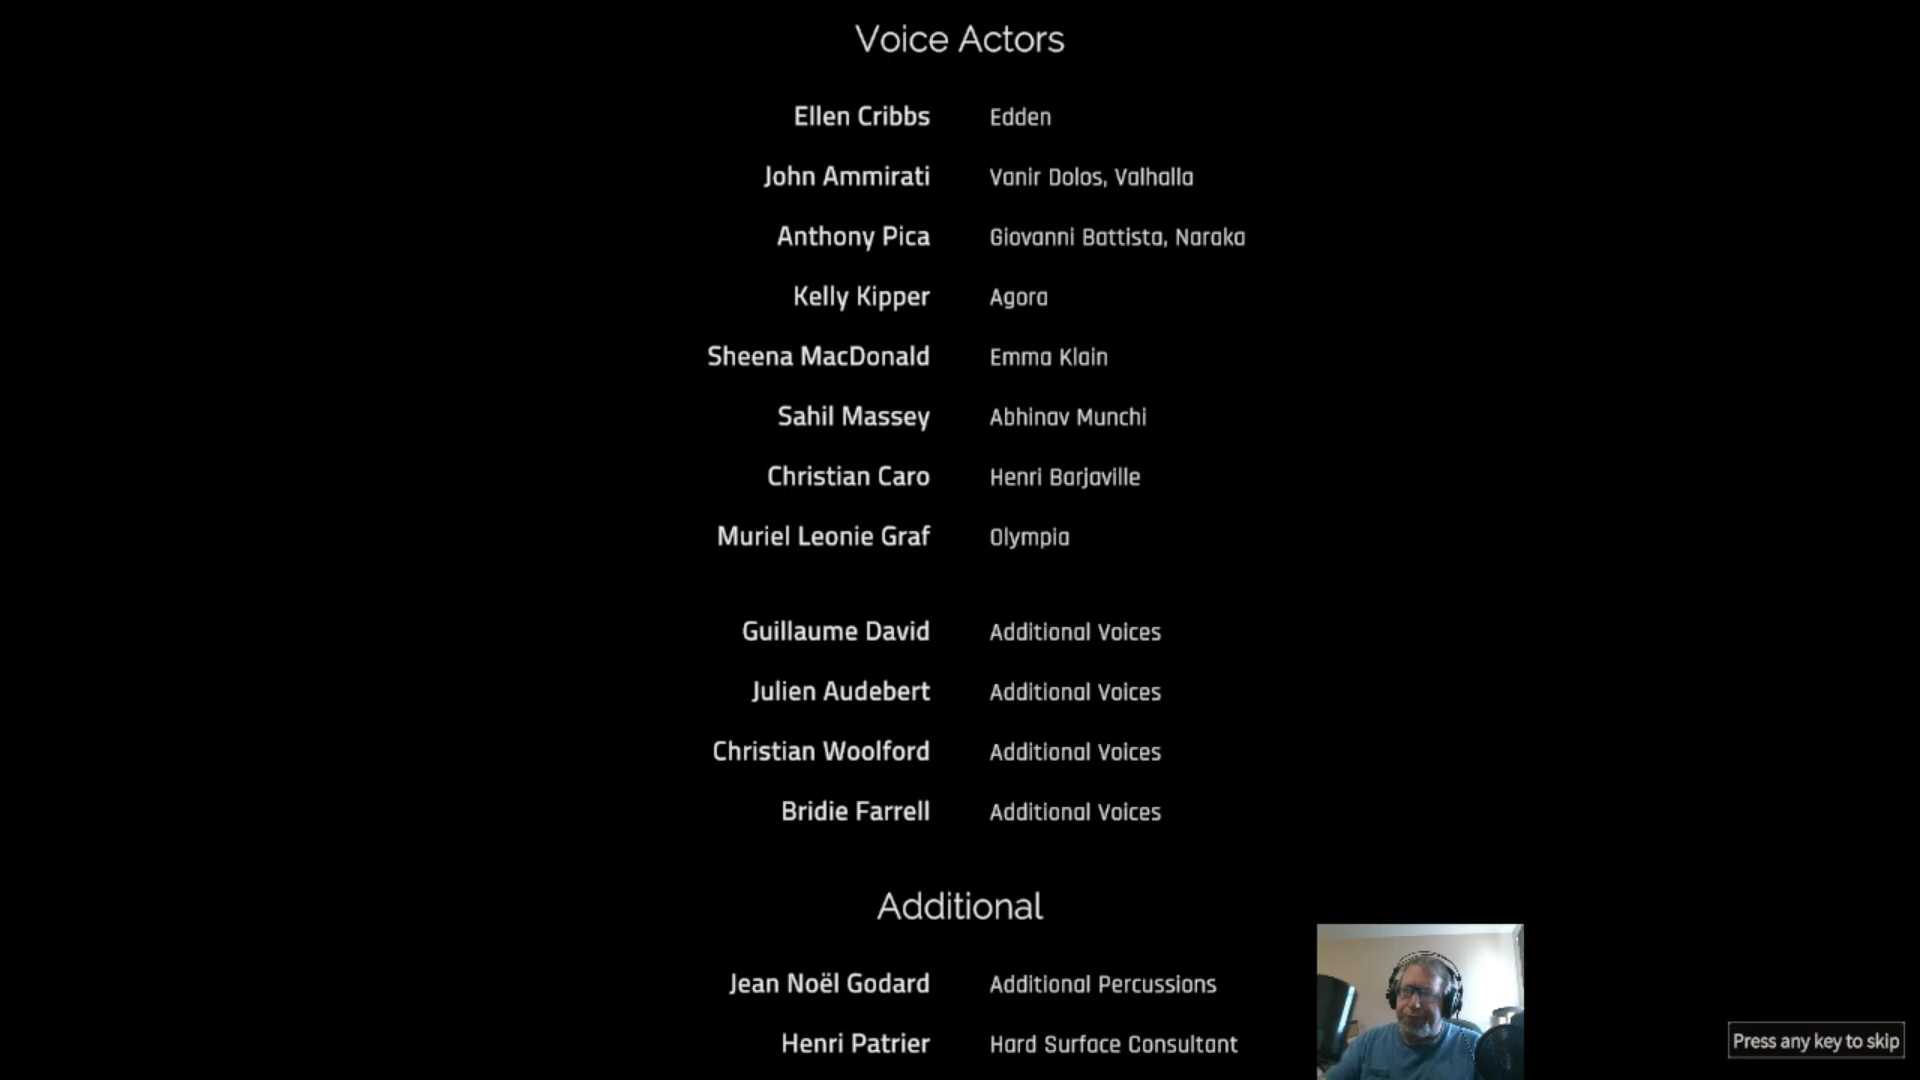 Voice Actors
Ellen Cribbs Edden
John Ammirati Vanir Dolos, Valhalla
Anthony Pica Giovanni Battista, Naraka
Kelly Kipper Agora
Sheena MacDonald Emma Klain
Sahil Massey Abhinav Munchi
Christian Caro Henri Barjaville
Muriel Leonie Graf Olympia
Guillaume David Additional Voices
Julien Audebert Additional Voices
Christian Woolford Additional Voices
Bridie Farrell Additional Voices
Additional
Jean Noël Godard Additional Percussions
Henri Patrier Hard Surface Consultant
Press any key to skip